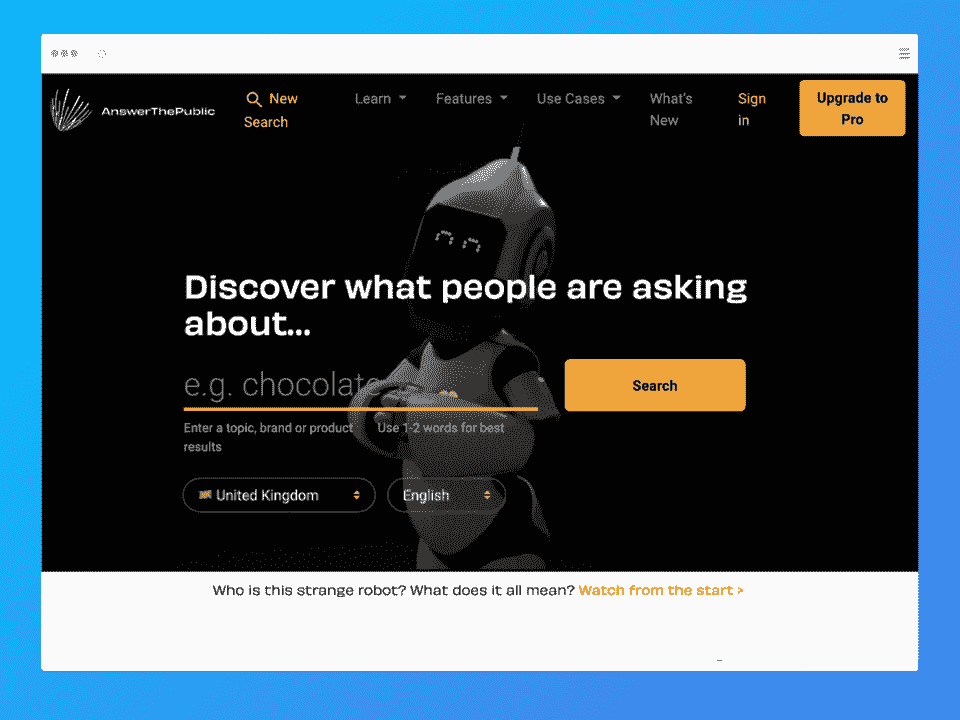 AnswerThePublic
New
Search
Learn
Features
Use Cases
What's
New
Sign
in
Upgrade to
Pro
Discover what people are asking
about...
e.g. chocolate
Search
Enter a topic, brand or product
results
Use 1-2 words for best
United Kingdom
English
Who is this strange robot? What does it all mean? Watch from the start >